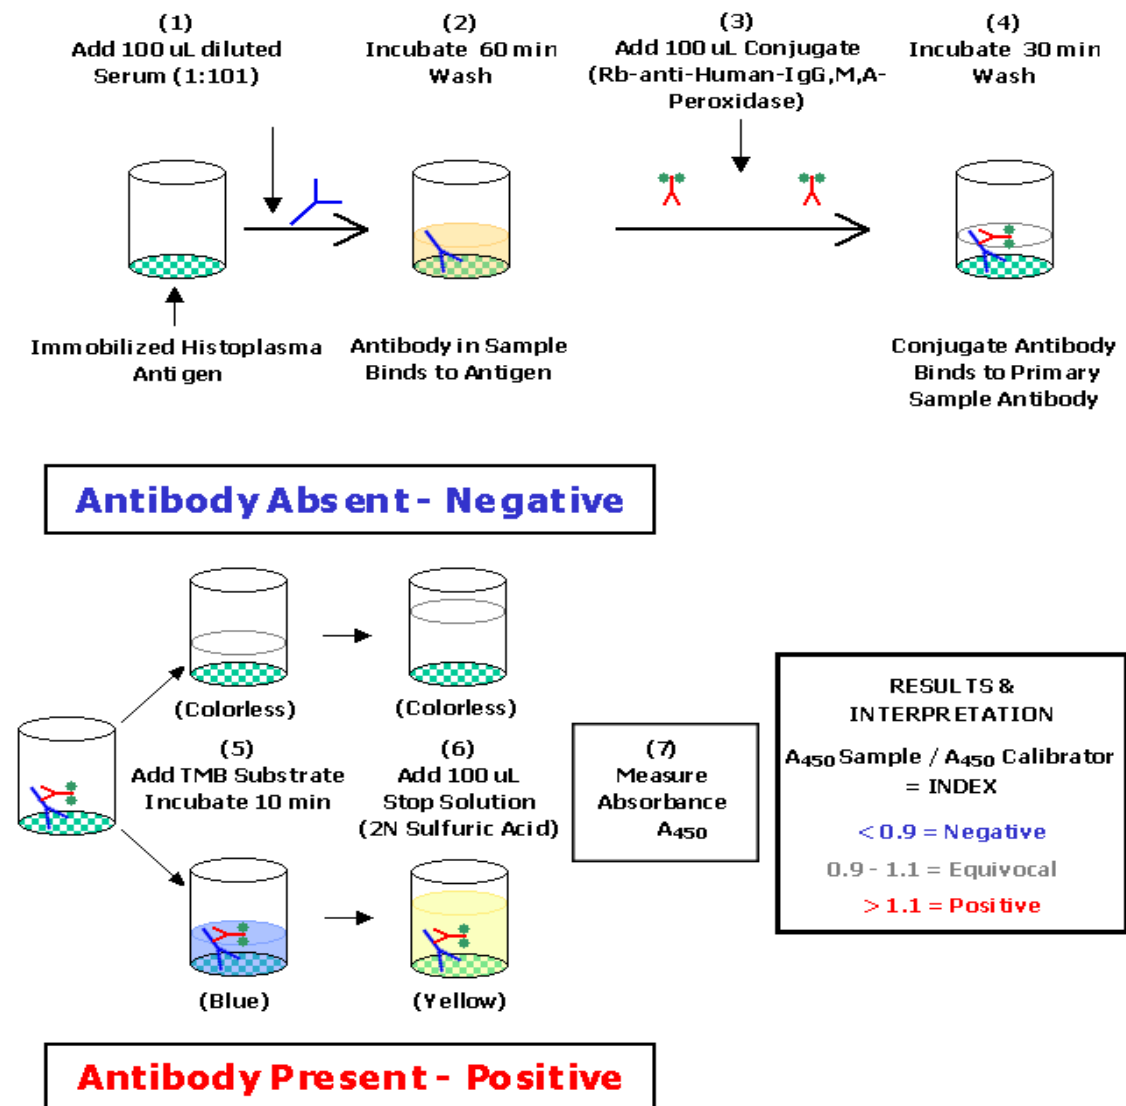 (1)
Add 100 uL diluted
Serum (1:101)
(2)
Incubate 60 min
Wash
(3)
Add 100 uL Conjugate
(Rb-anti-Human-IgG,M,A-
Peroxidase)
(4)
Incubate 30 min
Wash
Immobilized Histoplasma
Antigen
Antibody in Sample
Binds to Antigen
Conjugate Antibody
Binds to Primary
Sample Antibody
Antibody Absent - Negative
(Colorless)
(Colorless)
(5)
Add TMB Substrate
Incubate 10 min
(6)
Add 100 uL
Stop Solution
(2N Sulfuric Acid)
(7)
Measure
Absorbance
A450
RESULTS &
INTERPRETATION
A450 Sample / A450 Calibrator
= INDEX
< 0.9 = Negative
0.9 - 1.1 = Equivocal
> 1.1 = Positive
(Blue)
(Yellow)
Antibody Present - Positive